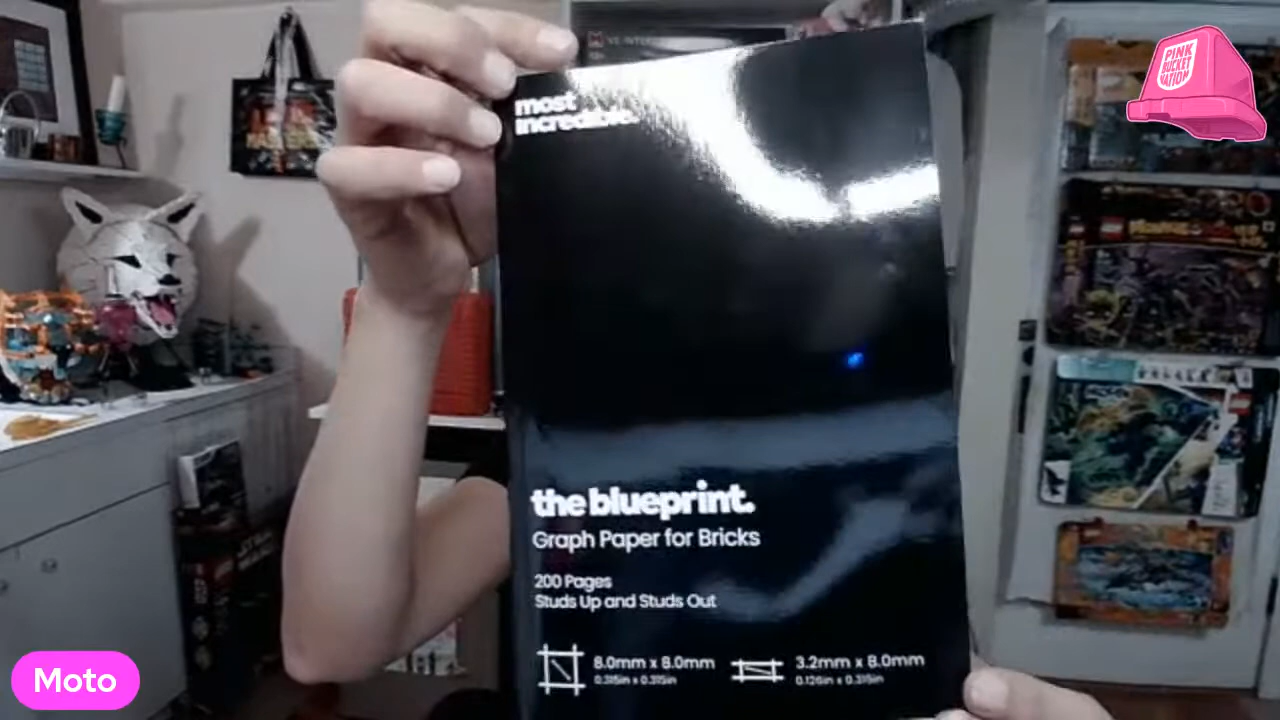 PINK
BUCKET
NATION
most
incredible.
the blueprint.
Graph Paper for Bricks
200 Pages
Studs Up and Studs Out
8.0mm x 8.0mm
0.315in x 0.315in
3.2mm x 8.0mm
0.126in x 0.315in
Moto